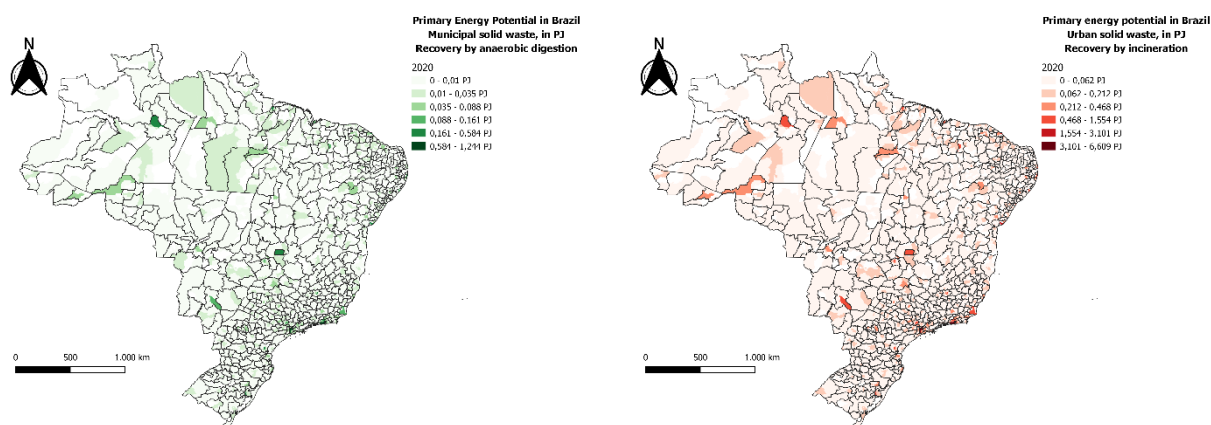 Primary Energy Potential in Brazil
Municipal solid waste, in PJ
Recovery by anaerobic digestion
N
2020
0 - 0,01 PJ
0,01 - 0,035 PJ
0,035 - 0,088 PJ
0,088 - 0,161 PJ
0,161 - 0,584 PJ
0,584 - 1,244 PJ
0 500 1.000 km
Primary energy potential in Brazil
Urban solid waste, in PJ
Recovery by incineration
N
2020
0 - 0,062 PJ
0,062 - 0,212 PJ
0,212 - 0,468 PJ
0,468 - 1,554 PJ
1,554 - 3,101 PJ
3,101 - 6,609 PJ
0 500 1.000 km